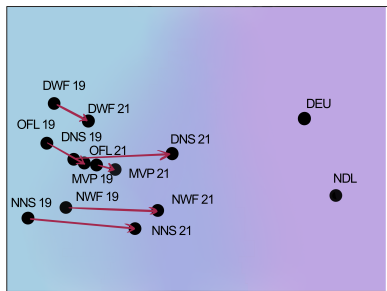 DWF 19
DEU
DWF 21
OFL 19
DNS 19
DNS 21
OFL 21
MVP 21
MVP 19
NDL
NWF 19
NWF 21
NNS 19
NNS 21